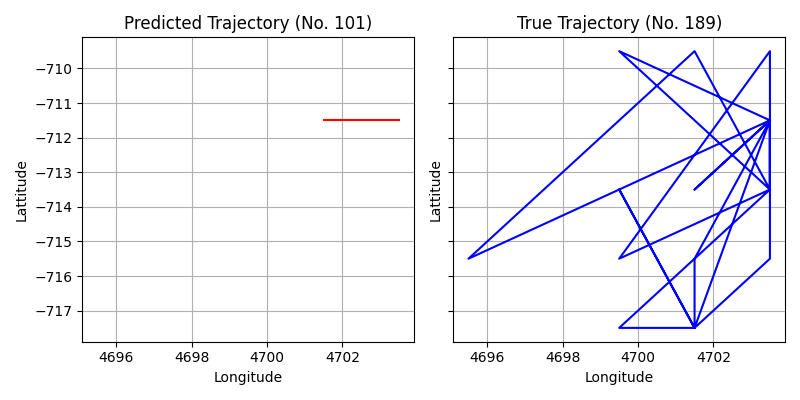 Predicted Trajectory (No. 101)
Lattitude
−710
−711
−712
−713
−714
−715
−716
−717
4696
4698
4700
4702
Longitude
True Trajectory (No. 189)
Lattitude
4696
4698
4700
4702
Longitude